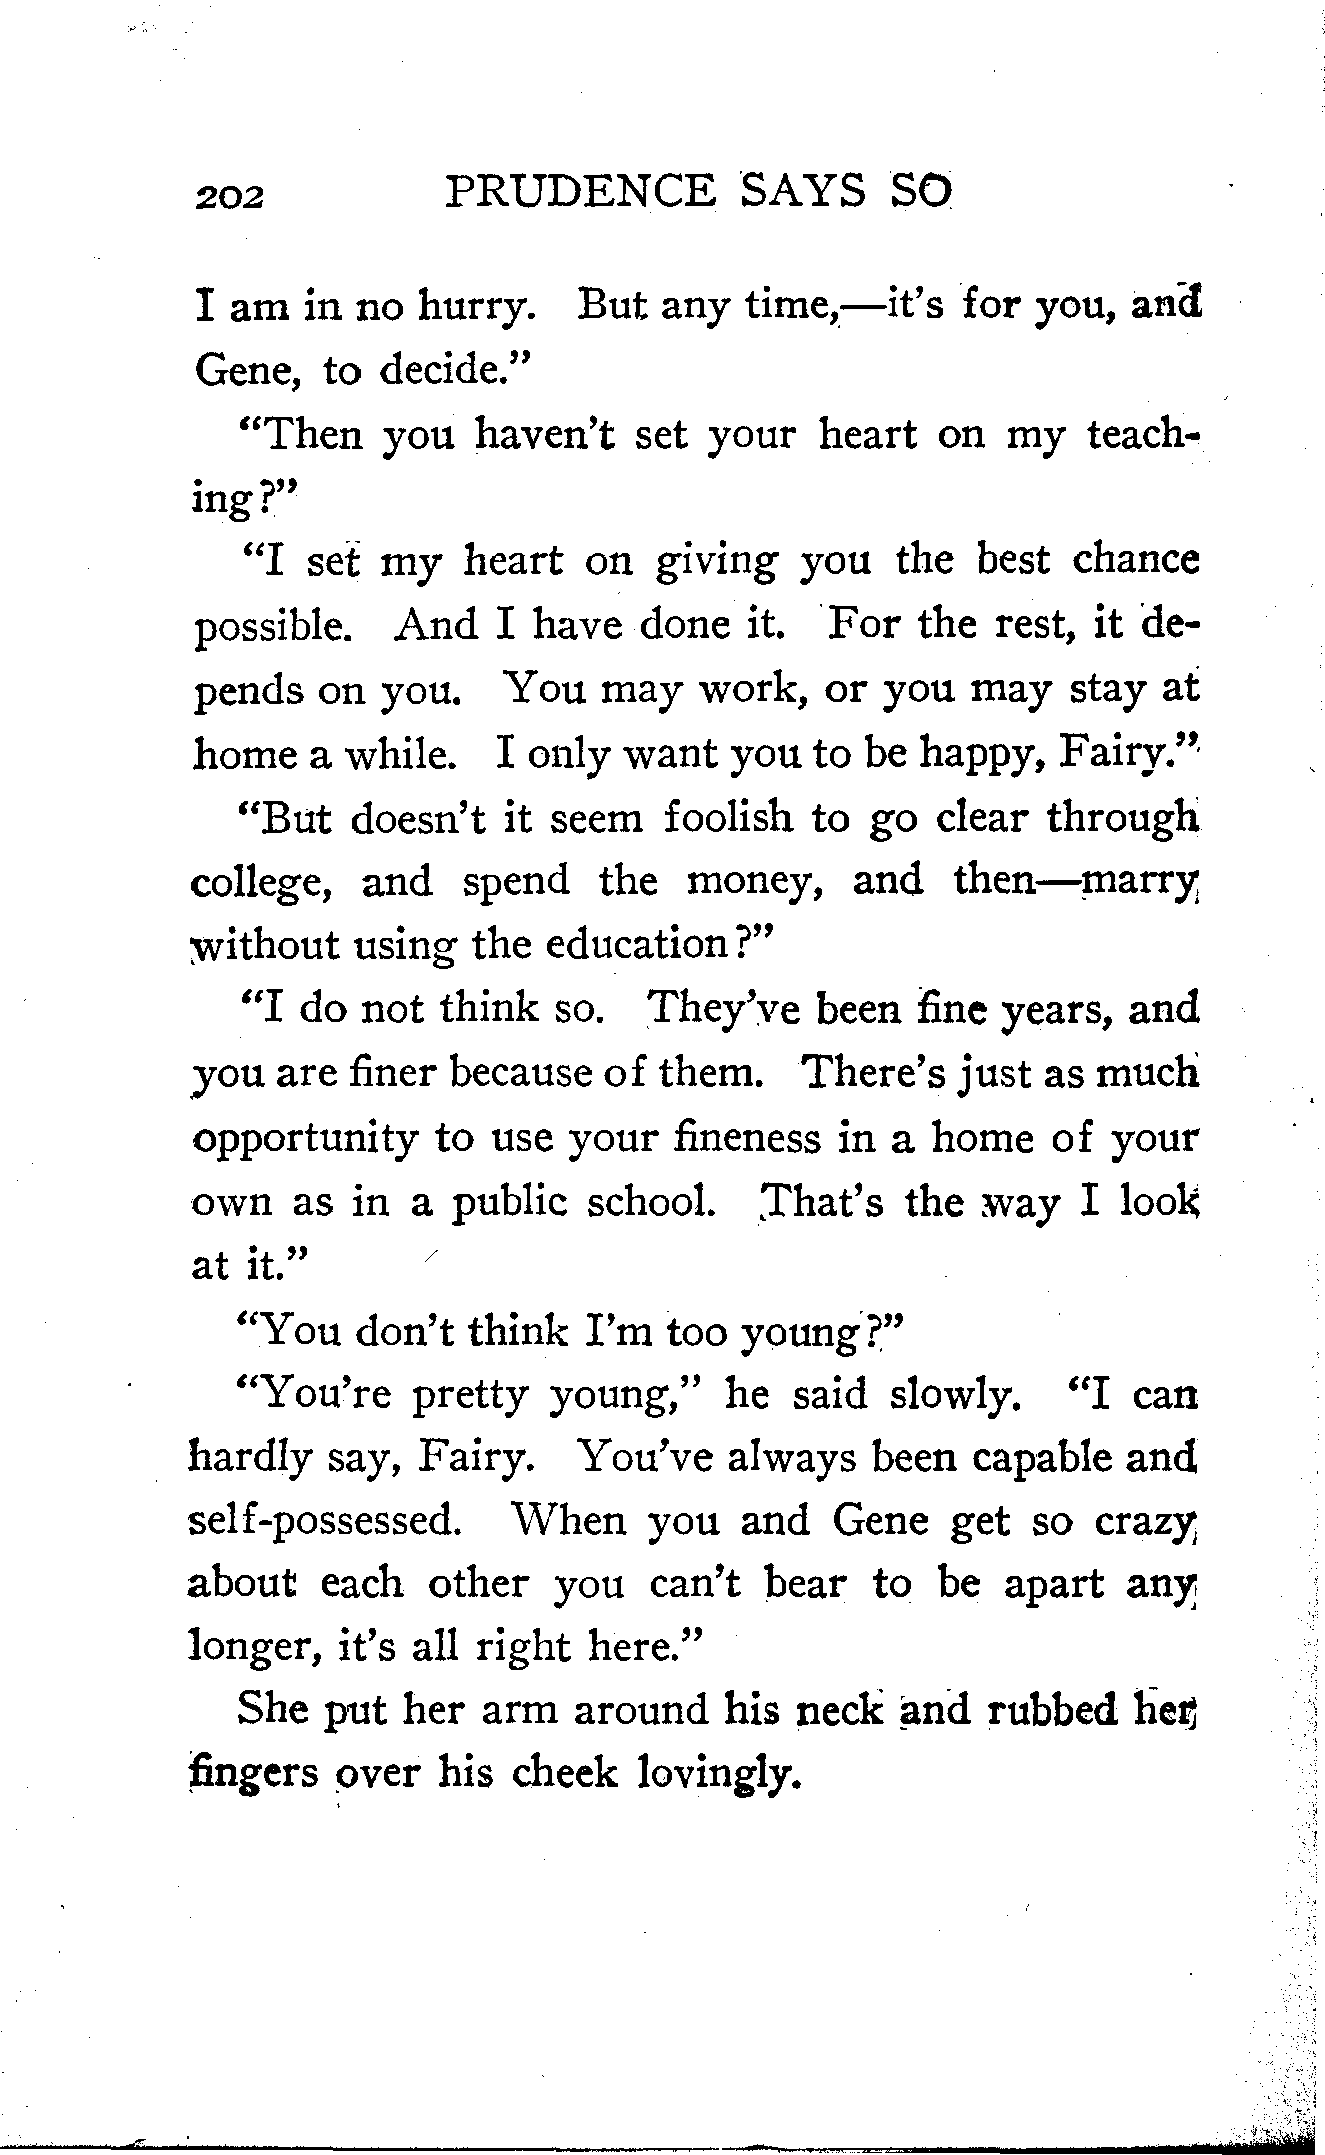 202 PRUDENCE SAYS SO
I am in no hurry. But any time,—it's for you, and
Gene, to decide."
"Then you haven't set your heart on my teach-
ing?"
"I set my heart on giving you the best chance
possible. And I have done it. For the rest, it de-
pends on you. You may work, or you may stay at
home a while. I only want you to be happy, Fairy."
"But doesn't it seem foolish to go clear through
college, and spend the money, and then—marry
without using the education?"
"I do not think so. They've been fine years, and
you are finer because of them. There's just as much
opportunity to use your fineness in a home of your
own as in a public school. That's the way I look
at it."
"You don't think I'm too young?"
"You're pretty young," he said slowly. "I can
hardly say, Fairy. You've always been capable and
self-possessed. When you and Gene get so crazy
about each other you can't bear to be apart any
longer, it's all right here."
She put her arm around his neck and rubbed her
fingers over his cheek lovingly.